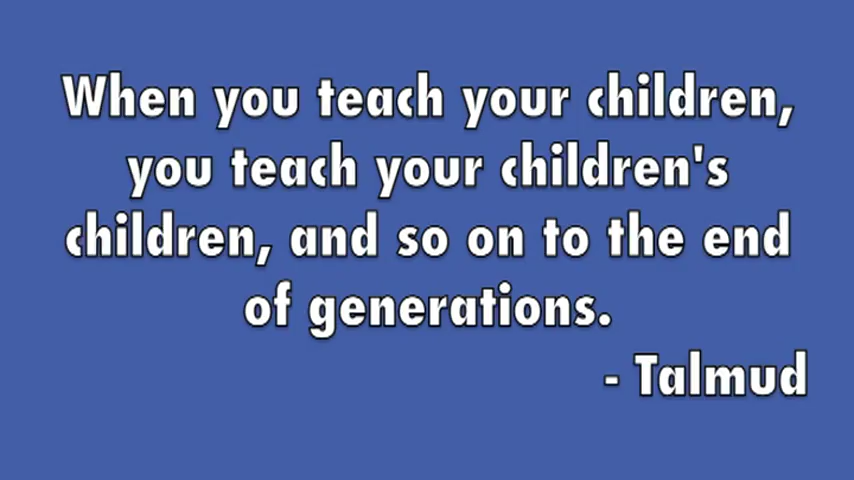 When you teach your children,
you teach your children's
children, and so on to the end
of generations.
- Talmud